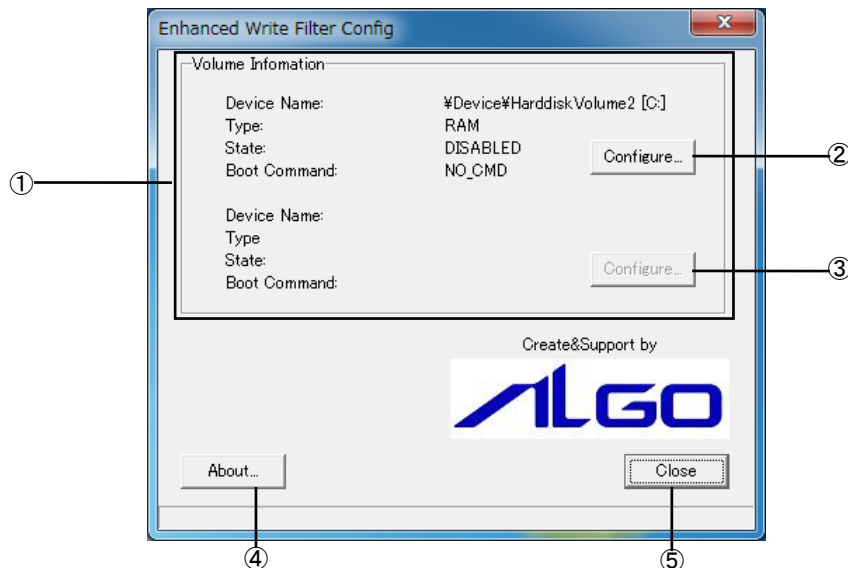 Enhanced Write Filter Config
Volume Infomation
Device Name: ¥Device¥HarddiskVolume2 [C:]
Type: RAM
State: DISABLED
Configure...
②
Boot Command: NO_CMD
①
Device Name:
Type
State:
Configure...
③
Boot Command:
Create&Support by
ALGO
About...
Close
④
⑤